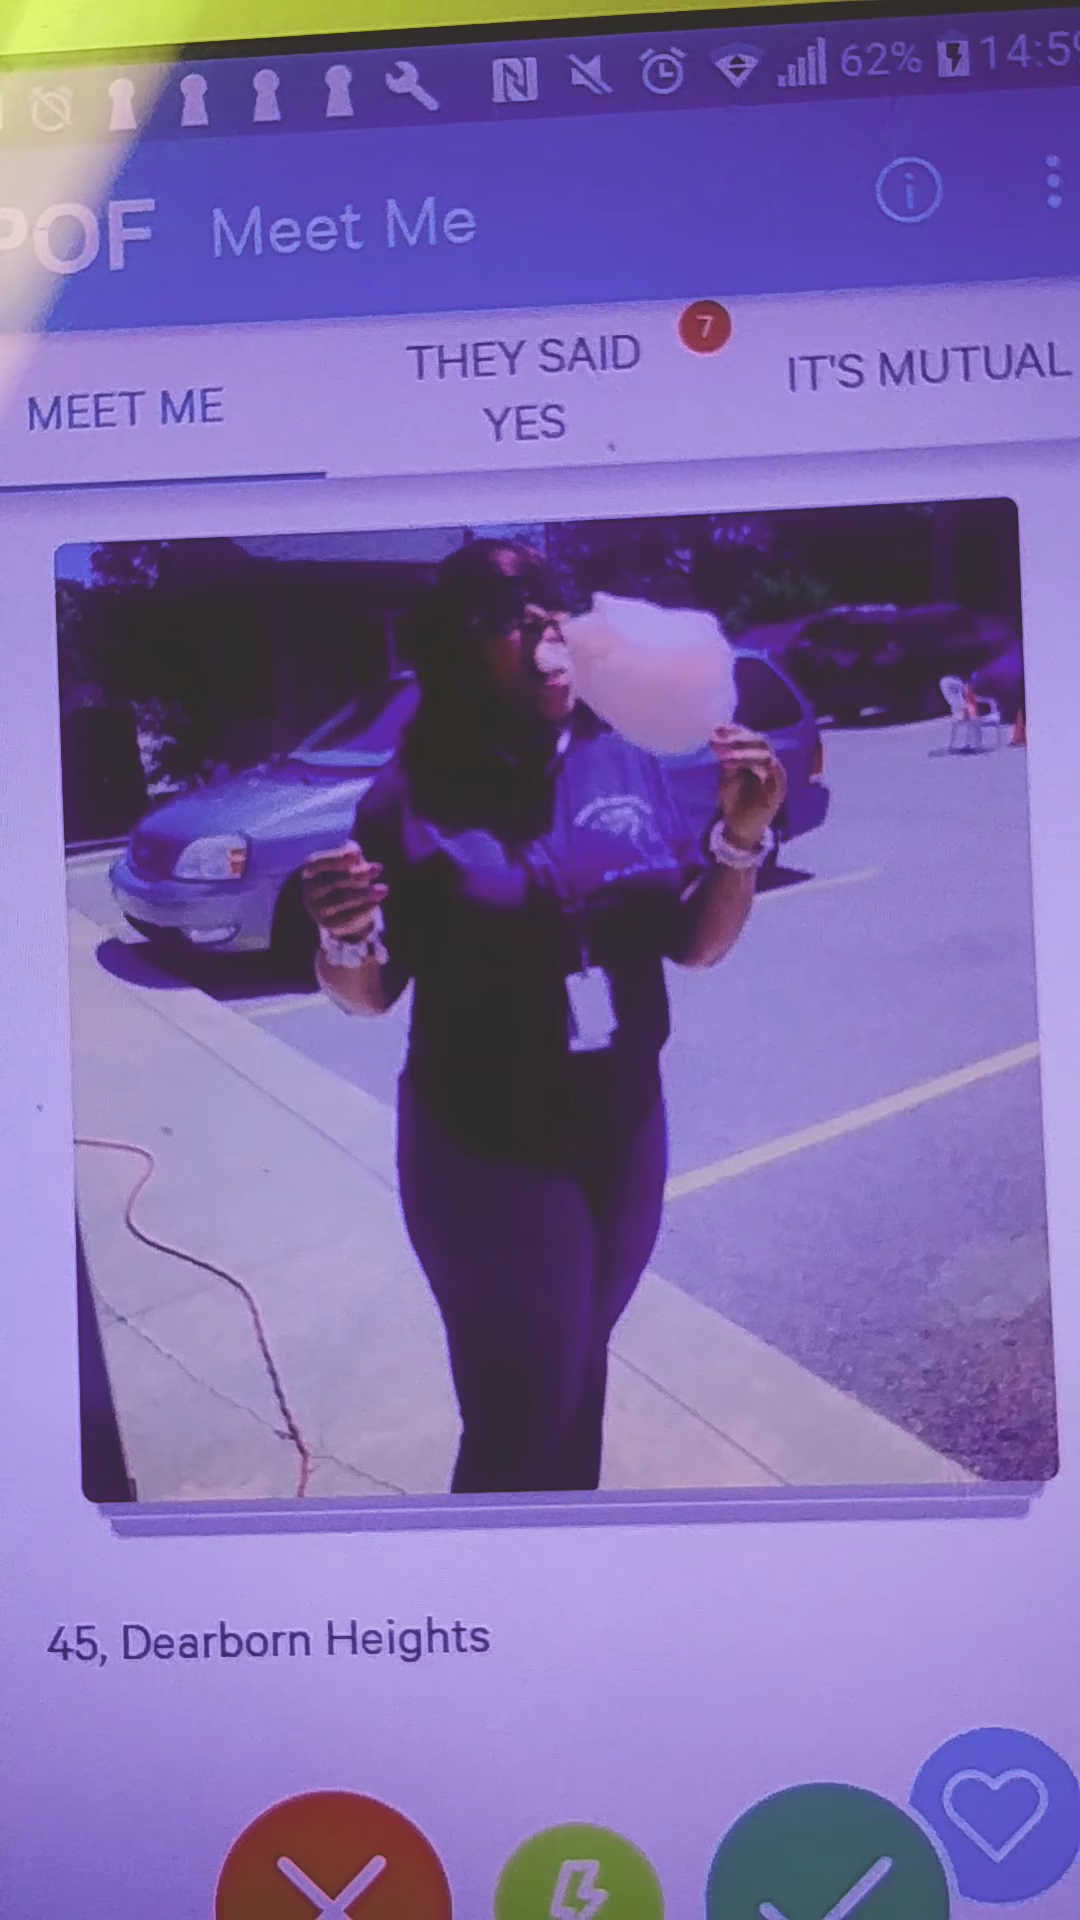 62% 14:5
POF Meet Me
MEET ME
THEY SAID
YES
7
IT'S MUTUAL
45, Dearborn Heights